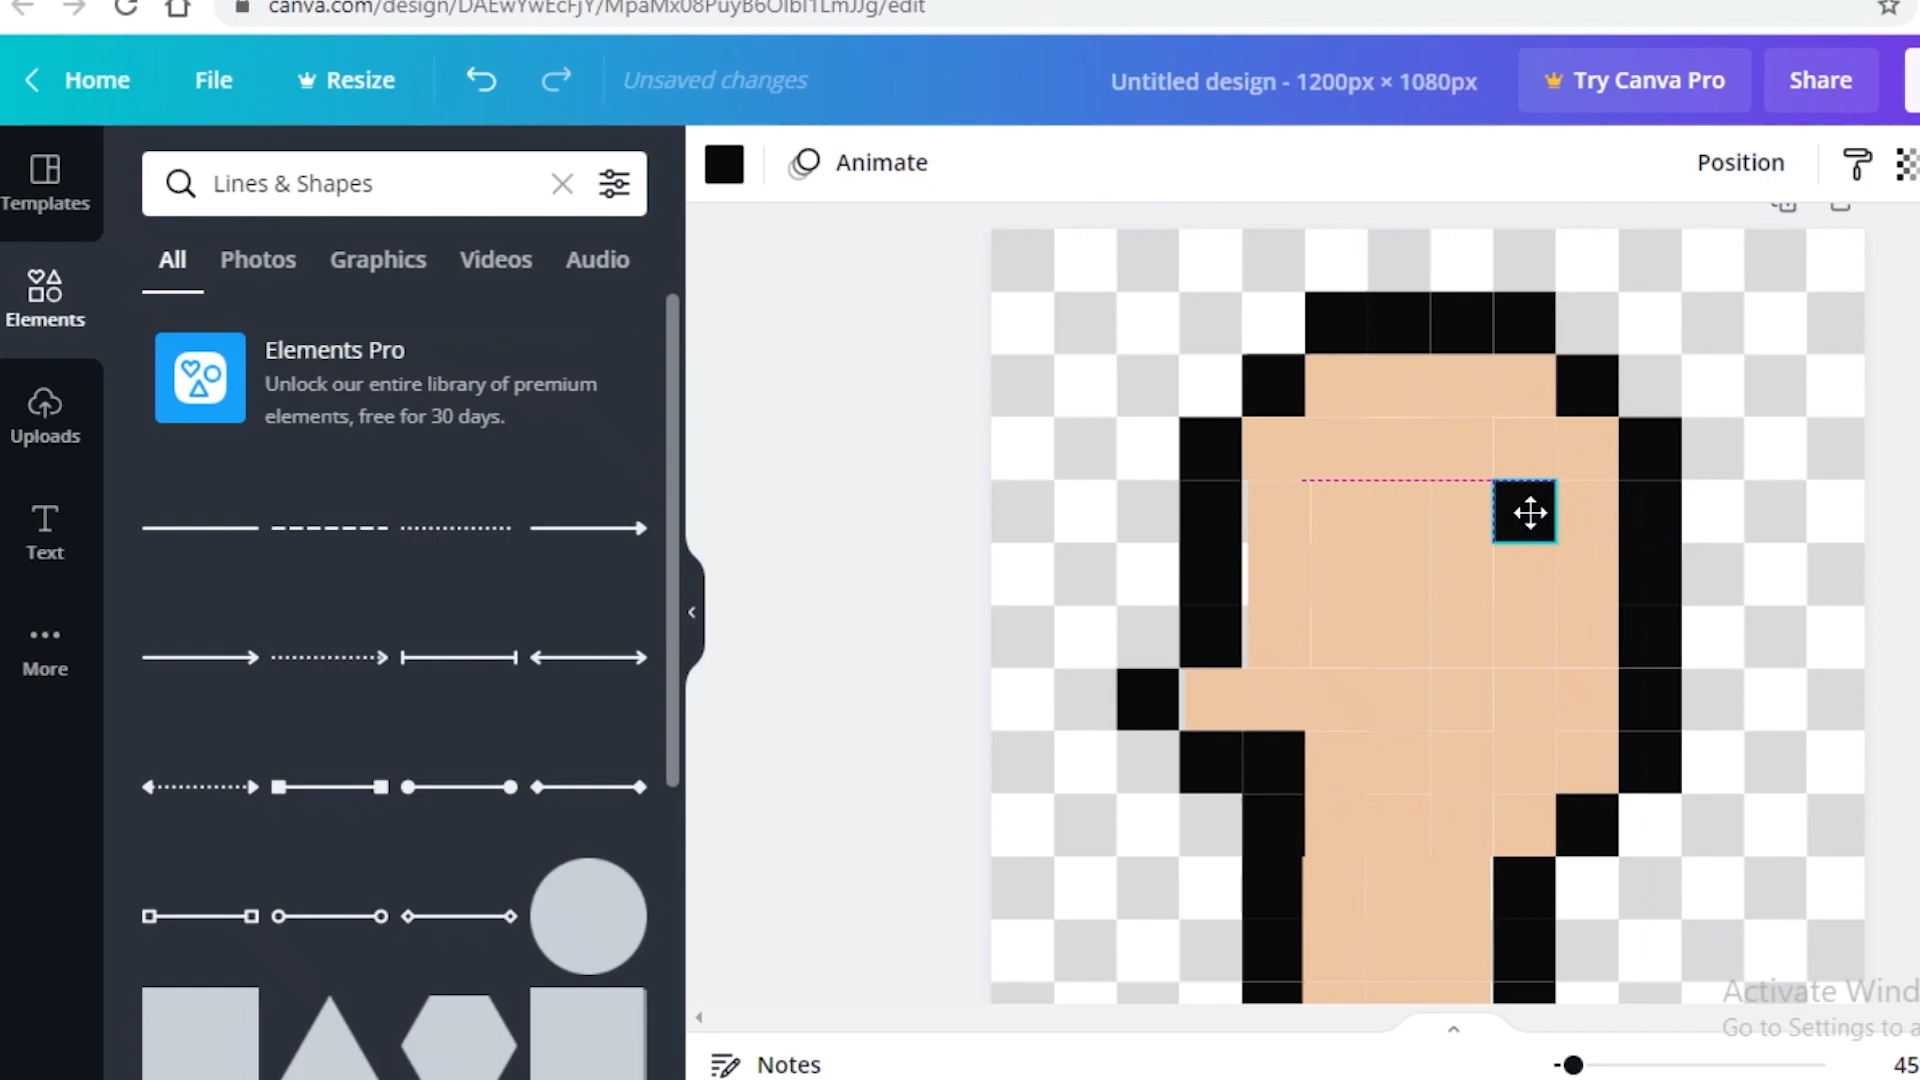 Home
File
Resize
Unsaved changes
Untitled design - 1200px × 1080px
Try Canva Pro
Share
Templates
Elements
Uploads
Text
More
Lines & Shapes
All
Photos
Graphics
Videos
Audio
Elements Pro
Unlock our entire library of premium
elements, free for 30 days.
Animate
Position
Activate Wind
Go to Settings to a
Notes
45